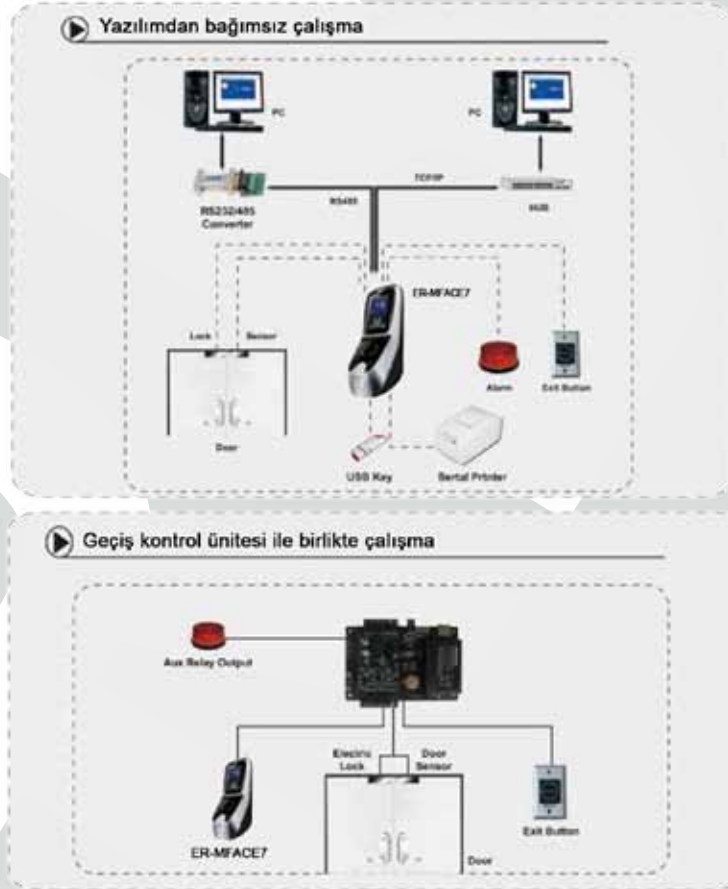 Yazılımdan bağımsız çalışma
PC
PC
TCP/IP
RS485
RS232/485
Converter
HUB
ER-MFACE7
Lock
Sensor
Alarm
Exit Button
Door
USB Key
Serial Printer
Geçiş kontrol ünitesi ile birlikte çalışma
Aux Relay Output
Electric
Lock
Door
Sensor
Exit Button
ER-MFACE7
Door